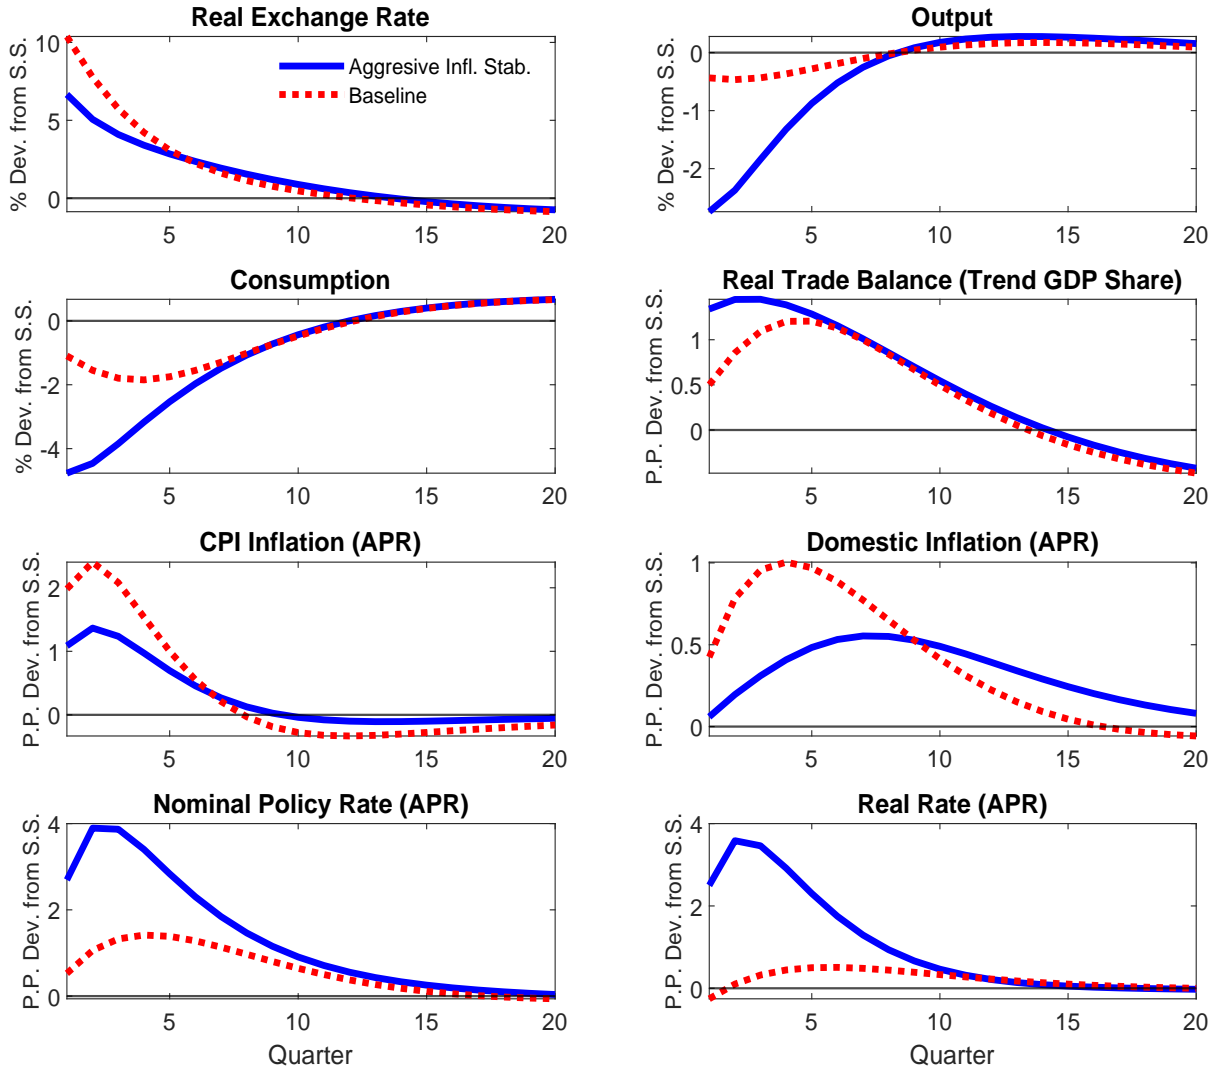 Real Exchange Rate
% Dev. from S.S.
10
5
0
Aggresive Infl. Stab.
Baseline
5
10
15
20
Output
% Dev. from S.S.
0
-1
-2
5
10
15
20
Consumption
% Dev. from S.S.
0
-2
-4
5
10
15
20
Real Trade Balance (Trend GDP Share)
P.P. Dev. from S.S.
1
0.5
0
5
10
15
20
CPI Inflation (APR)
P.P. Dev. from S.S.
2
1
0
5
10
15
20
Domestic Inflation (APR)
P.P. Dev. from S.S.
1
0.5
0
5
10
15
20
Nominal Policy Rate (APR)
P.P. Dev. from S.S.
4
2
0
5
10
15
20
Quarter
Real Rate (APR)
P.P. Dev. from S.S.
4
2
0
5
10
15
20
Quarter